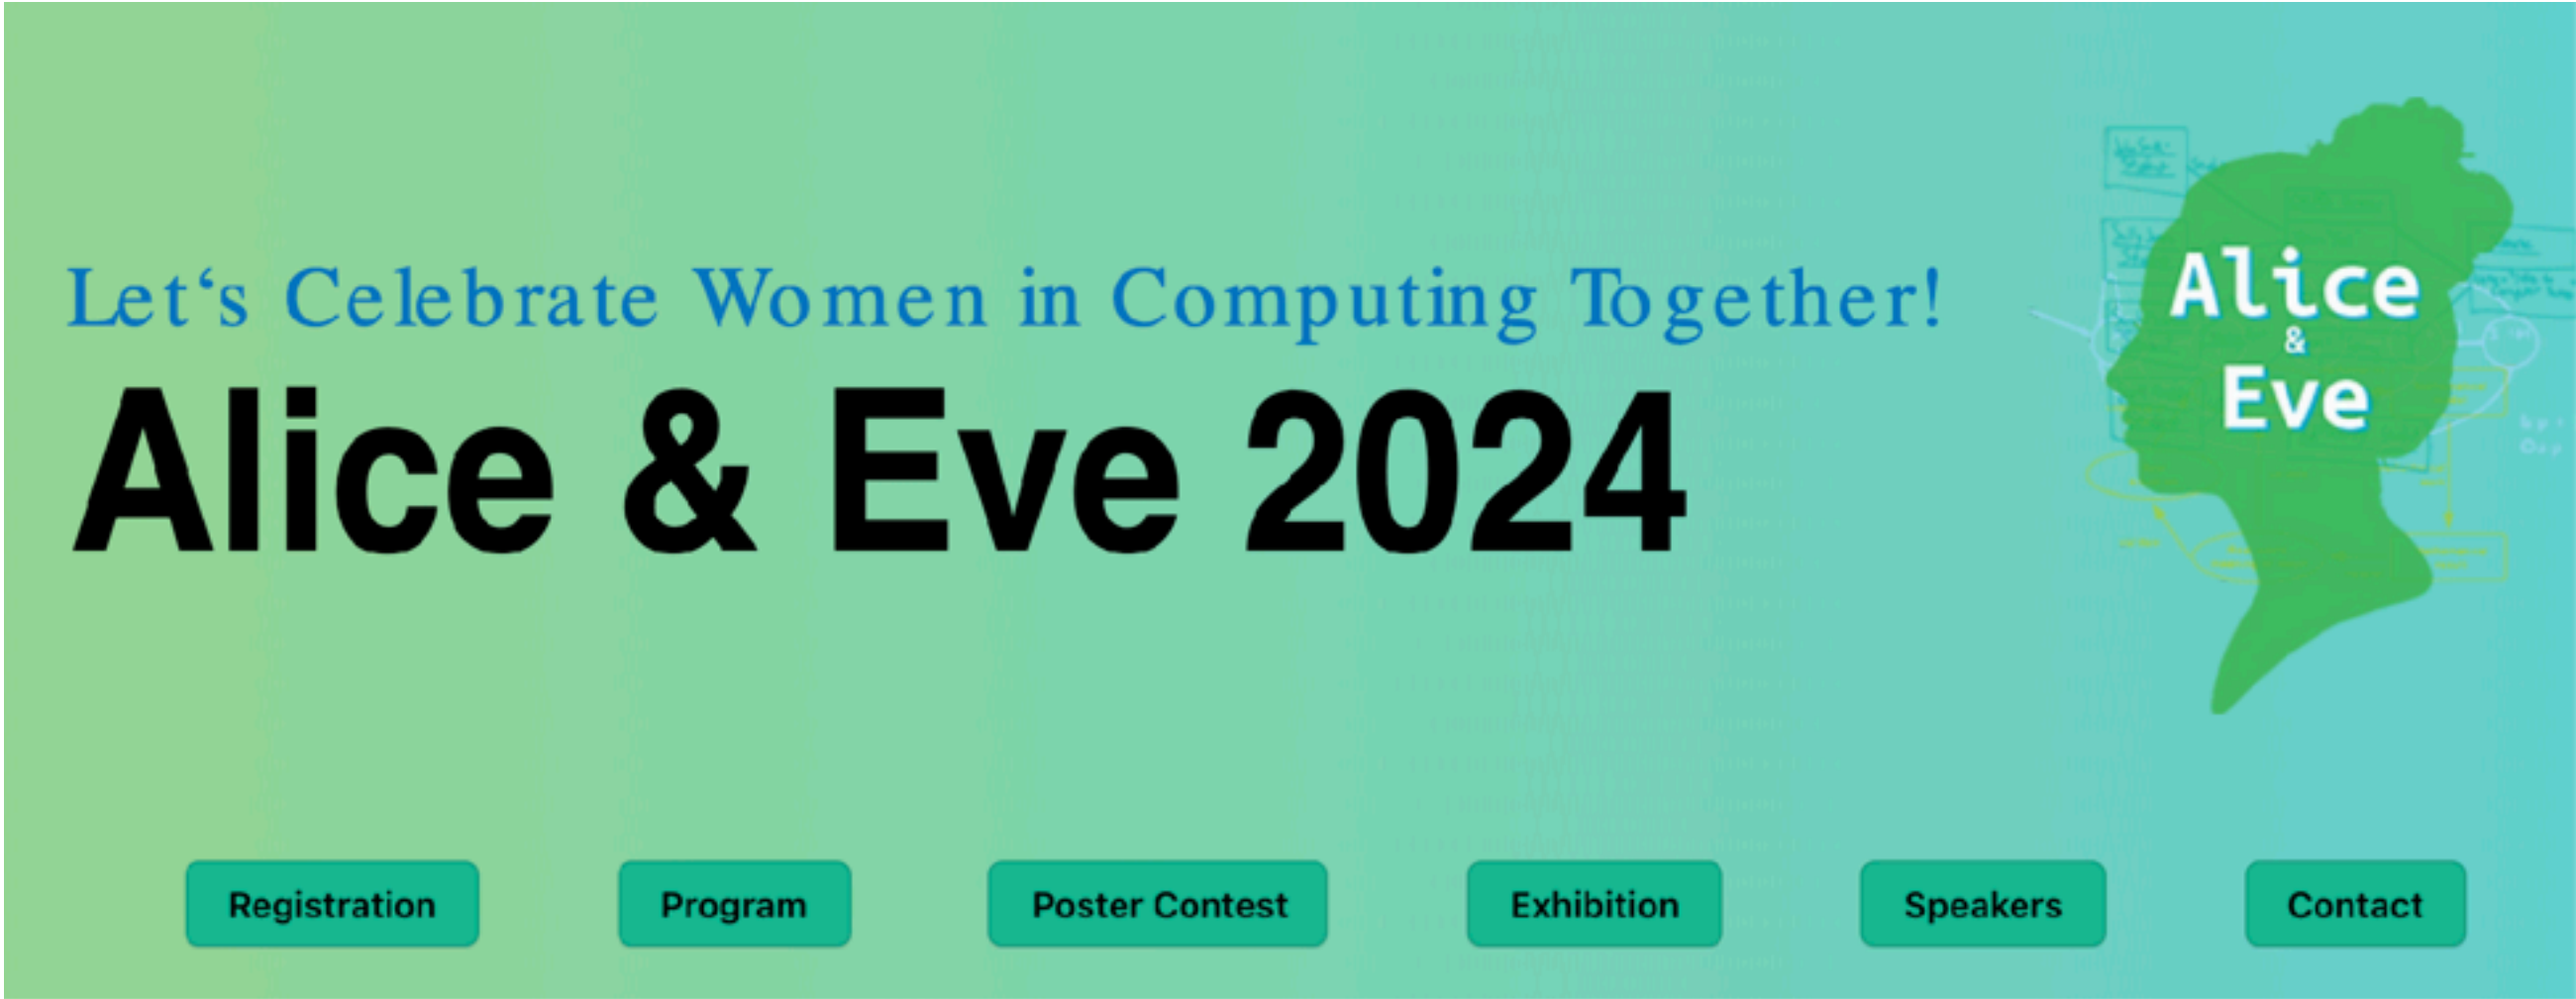 Let‘s Celebrate Women in Computing Together!
Alice & Eve 2024
Alice
&
Eve
Registration Program Poster Contest Exhibition Speakers Contact